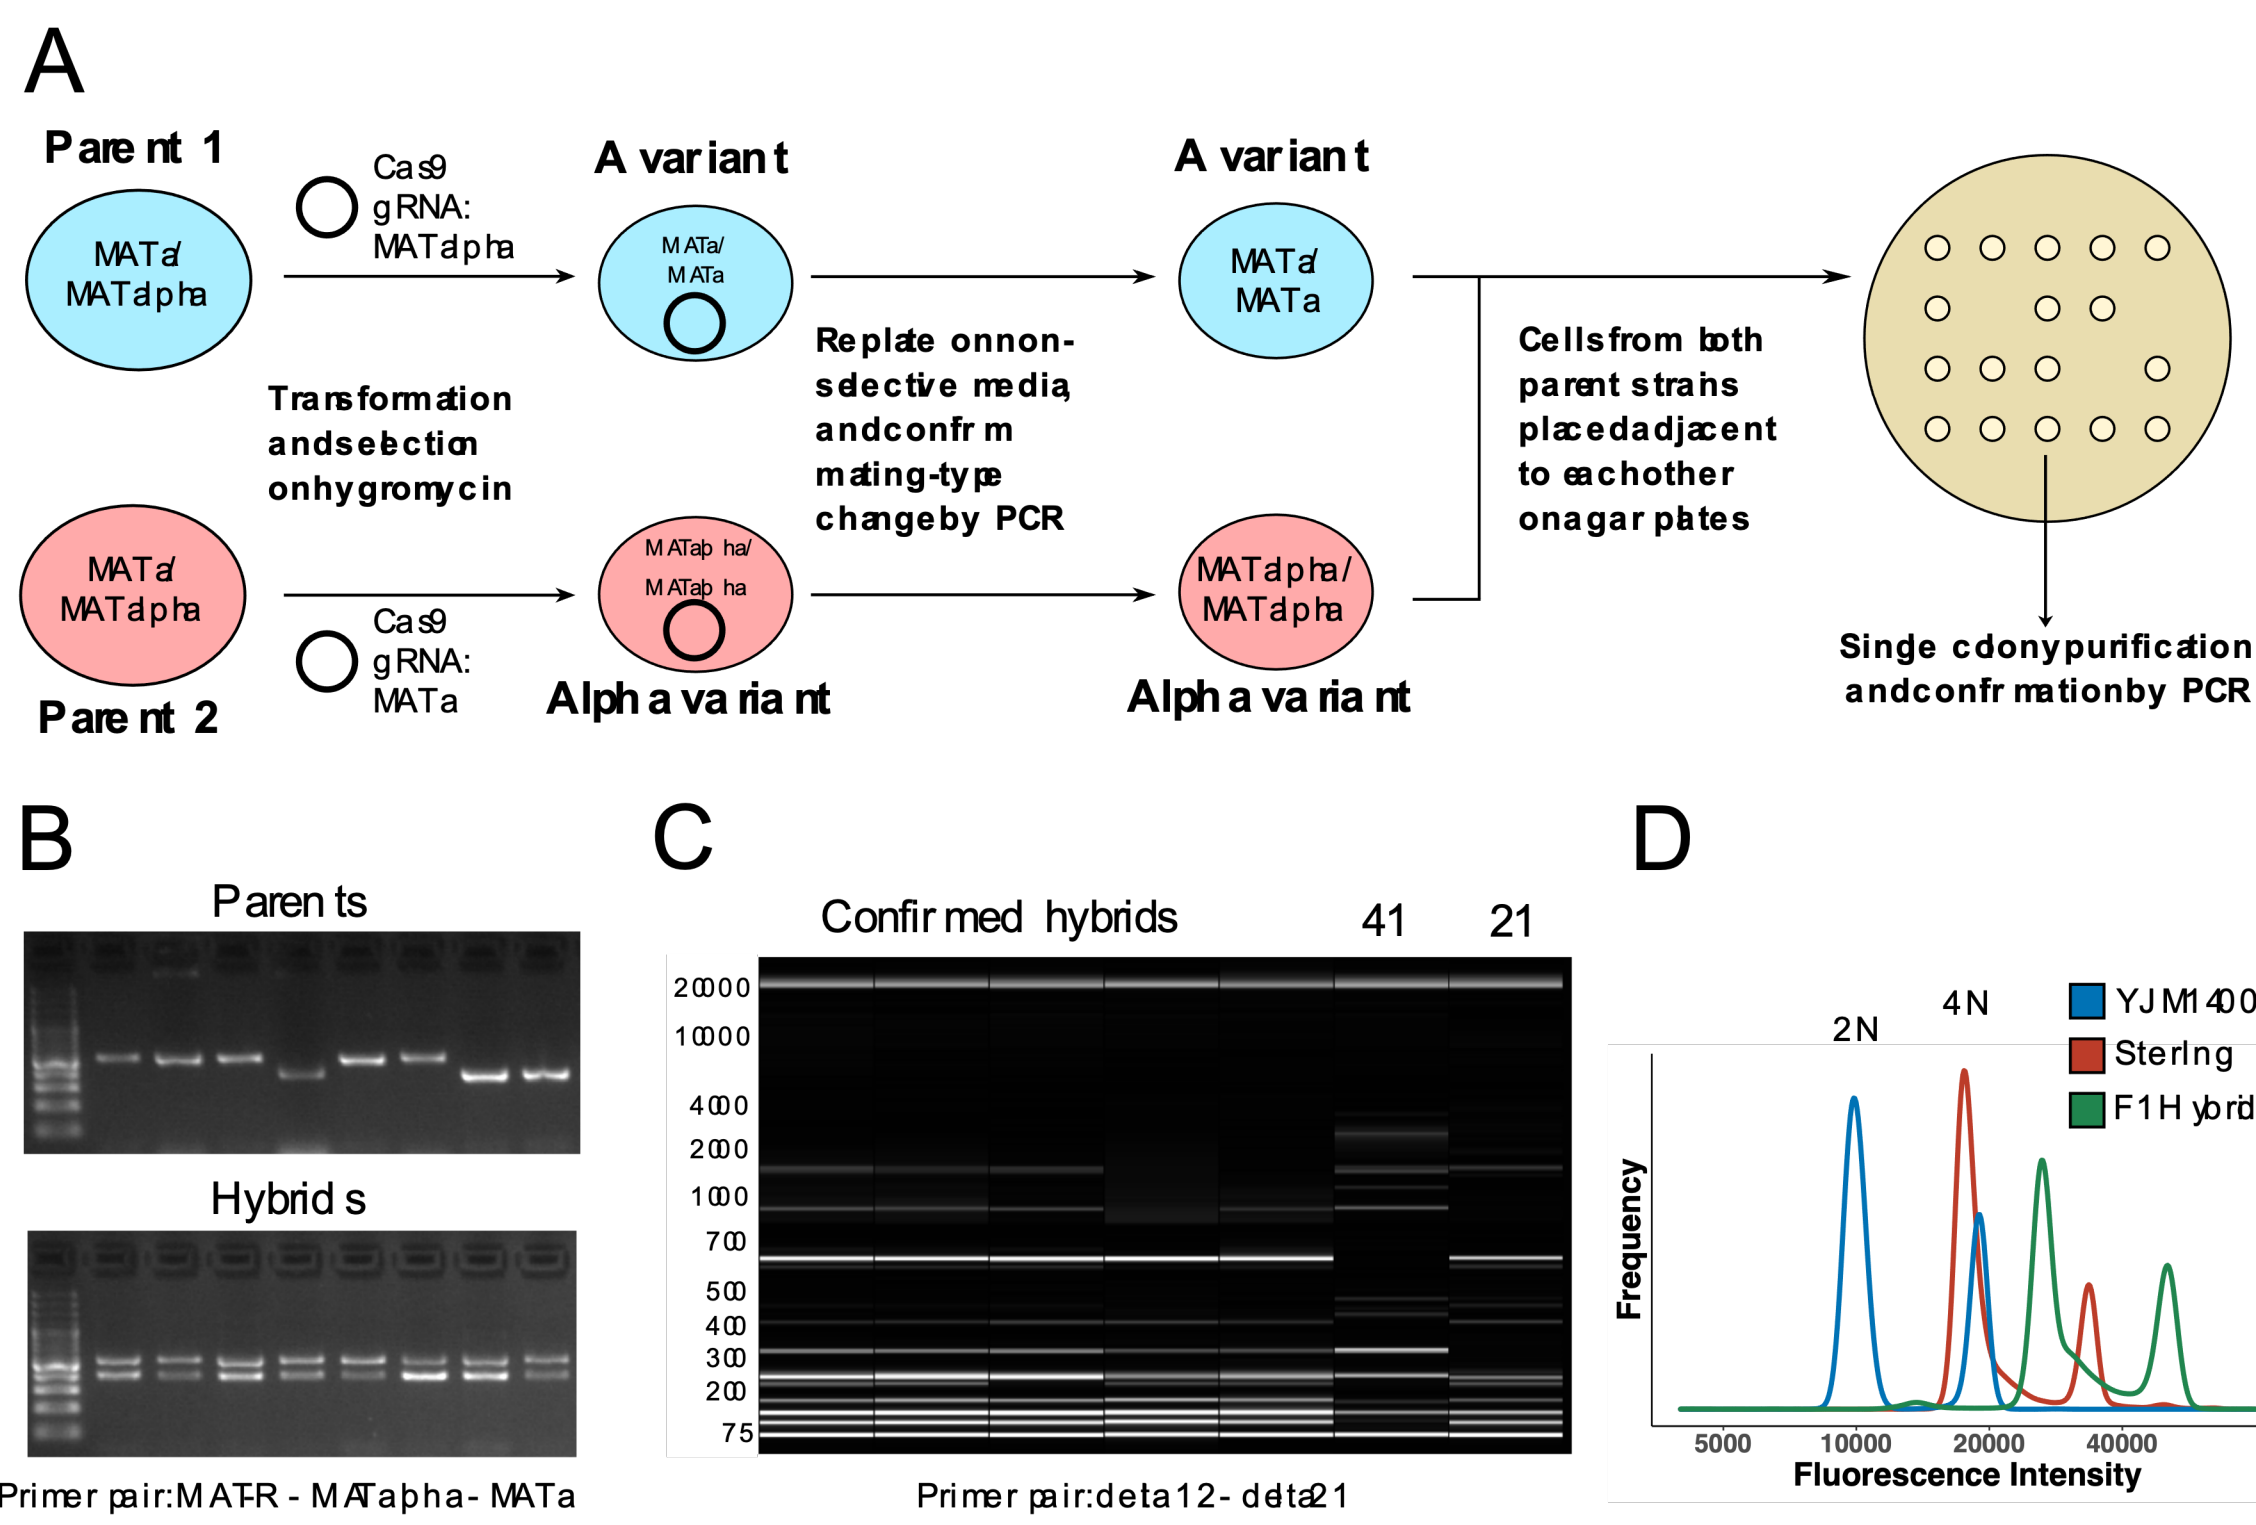 A
Parent 1
MATa/
MATalpha
Cas9
gRNA:
MATalpha
A variant
MATa/
MATa
A variant
MATa/
MATa
Transformation
and selection
on hygromycin
Replate on non-
selective media,
and confirm
mating-type
change by PCR
Cells from both
parent strains
placed adjacent
to each other
on agar plates
MATa/
MATalpha
Parent 2
Cas9
gRNA:
MATa
MATalpha/
MATalpha
Alpha variant
MATalpha/
MATalpha
Alpha variant
Single colony purification
and confirmation by PCR
B
Parents
Hybrids
Primer pair: MAT-R - MATalpha - MATa
C
Confirmed hybrids 41 21
20000
10000
4000
2000
1000
700
500
400
300
200
75
Primer pair: delta12 - delta21
D
2N
4N
YJM1400
Sterling
F1 Hybrid
Frequency
5000 10000 20000 40000
Fluorescence Intensity